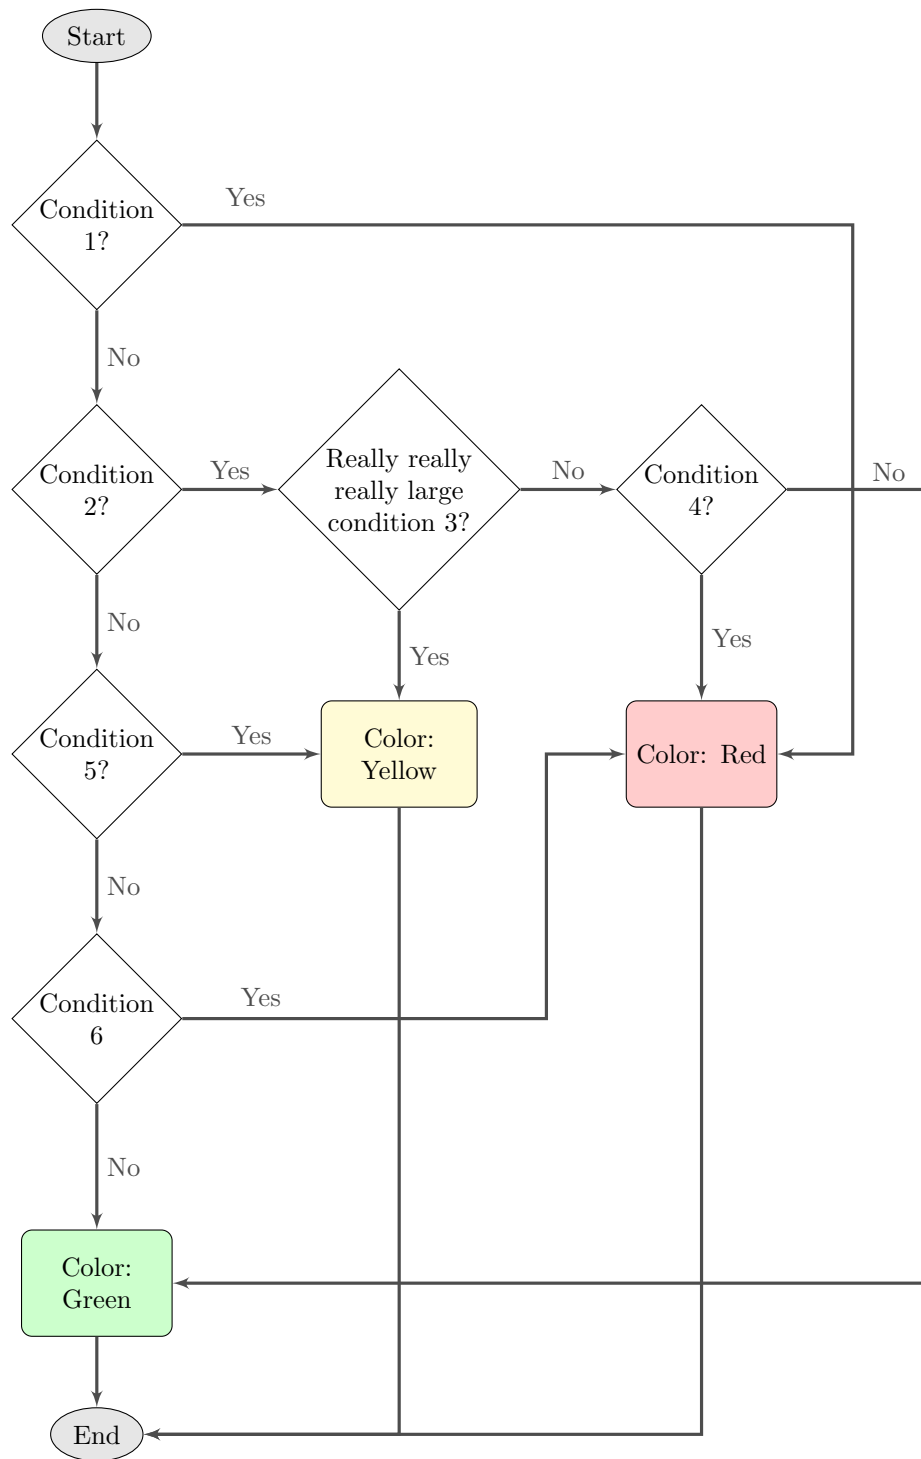 Start
Yes
Condition
1?
No
Condition
2?
Yes
Really really
really large
condition 3?
No
Condition
4?
No
No
Yes
Yes
Condition
5?
Yes
Color:
Yellow
Color: Red
No
Condition
6
Yes
No
Color:
Green
End